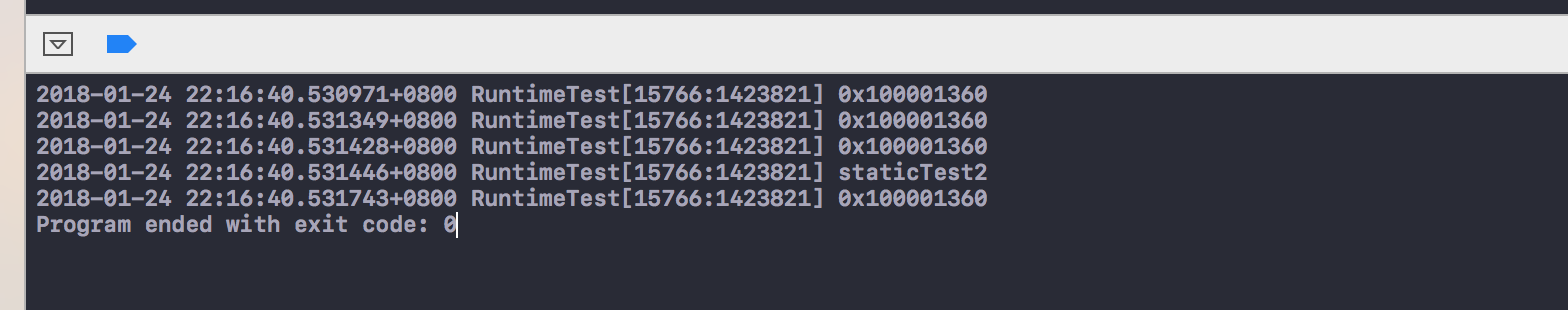 2018-01-24 22:16:40.530971+0800 RuntimeTest[15766:1423821] 0x100001360
2018-01-24 22:16:40.531349+0800 RuntimeTest[15766:1423821] 0x100001360
2018-01-24 22:16:40.531428+0800 RuntimeTest[15766:1423821] 0x100001360
2018-01-24 22:16:40.531446+0800 RuntimeTest[15766:1423821] staticTest2
2018-01-24 22:16:40.531743+0800 RuntimeTest[15766:1423821] 0x100001360
Program ended with exit code: 0